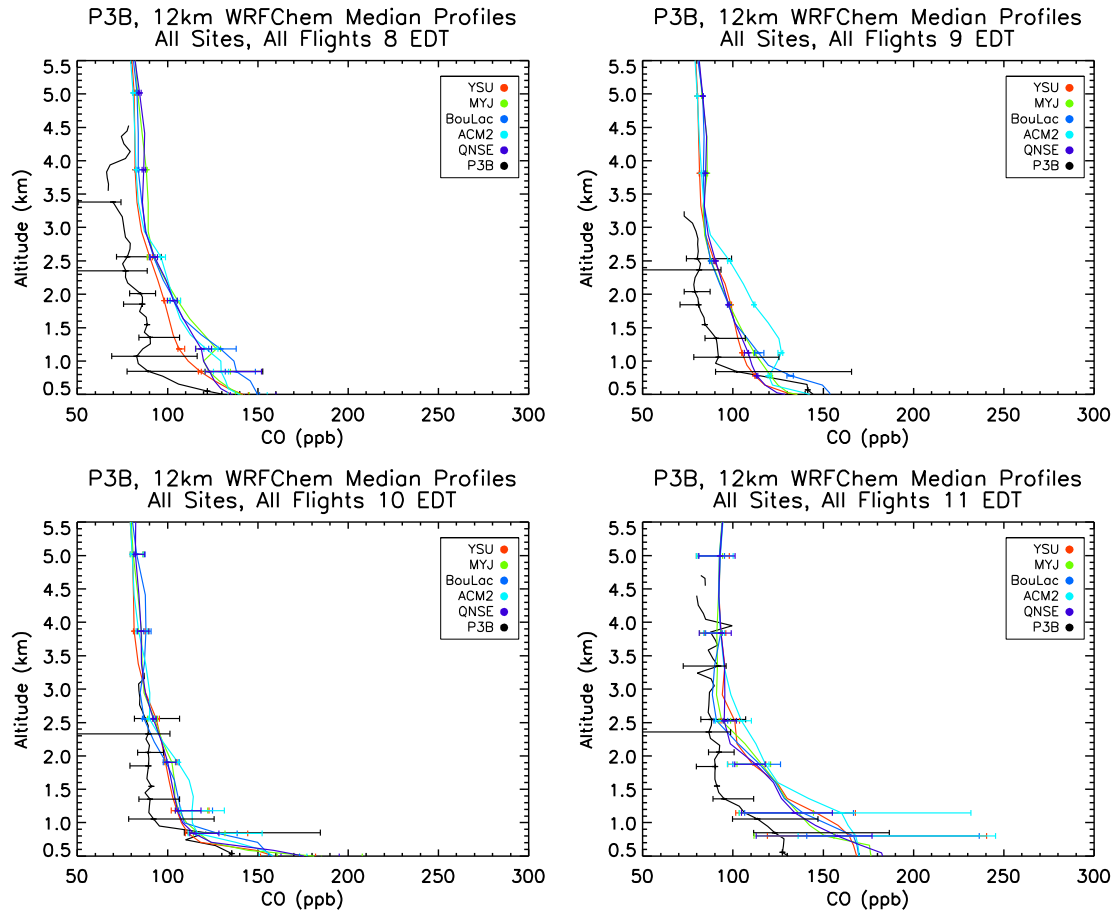 P3B, 12km WRFChem Median Profiles
All Sites, All Flights 8 EDT
5.5
5.0
4.5
4.0
3.5
3.0
2.5
2.0
1.5
1.0
0.5
Altitude (km)
YSU
MYJ
BouLac
ACM2
QNSE
P3B
50 100 150 200 250 300
CO (ppb)
P3B, 12km WRFChem Median Profiles
All Sites, All Flights 9 EDT
5.5
5.0
4.5
4.0
3.5
3.0
2.5
2.0
1.5
1.0
0.5
Altitude (km)
YSU
MYJ
BouLac
ACM2
QNSE
P3B
50 100 150 200 250 300
CO (ppb)
P3B, 12km WRFChem Median Profiles
All Sites, All Flights 10 EDT
5.5
5.0
4.5
4.0
3.5
3.0
2.5
2.0
1.5
1.0
0.5
Altitude (km)
YSU
MYJ
BouLac
ACM2
QNSE
P3B
50 100 150 200 250 300
CO (ppb)
P3B, 12km WRFChem Median Profiles
All Sites, All Flights 11 EDT
5.5
5.0
4.5
4.0
3.5
3.0
2.5
2.0
1.5
1.0
0.5
Altitude (km)
YSU
MYJ
BouLac
ACM2
QNSE
P3B
50 100 150 200 250 300
CO (ppb)